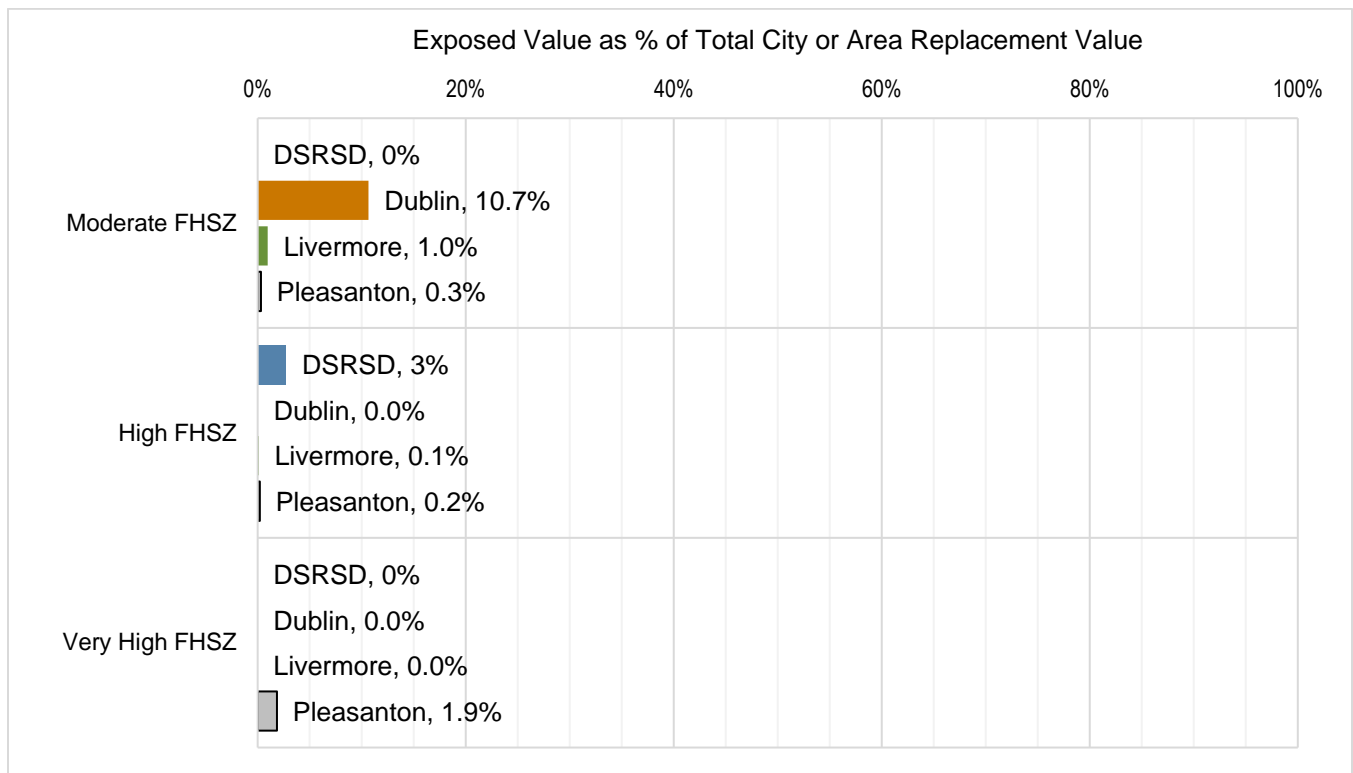 Exposed Value as % of Total City or Area Replacement Value
0% 20% 40% 60% 80% 100%
Moderate FHSZ
DSRSD, 0%
Dublin, 10.7%
Livermore, 1.0%
Pleasanton, 0.3%
High FHSZ
DSRSD, 3%
Dublin, 0.0%
Livermore, 0.1%
Pleasanton, 0.2%
Very High FHSZ
DSRSD, 0%
Dublin, 0.0%
Livermore, 0.0%
Pleasanton, 1.9%